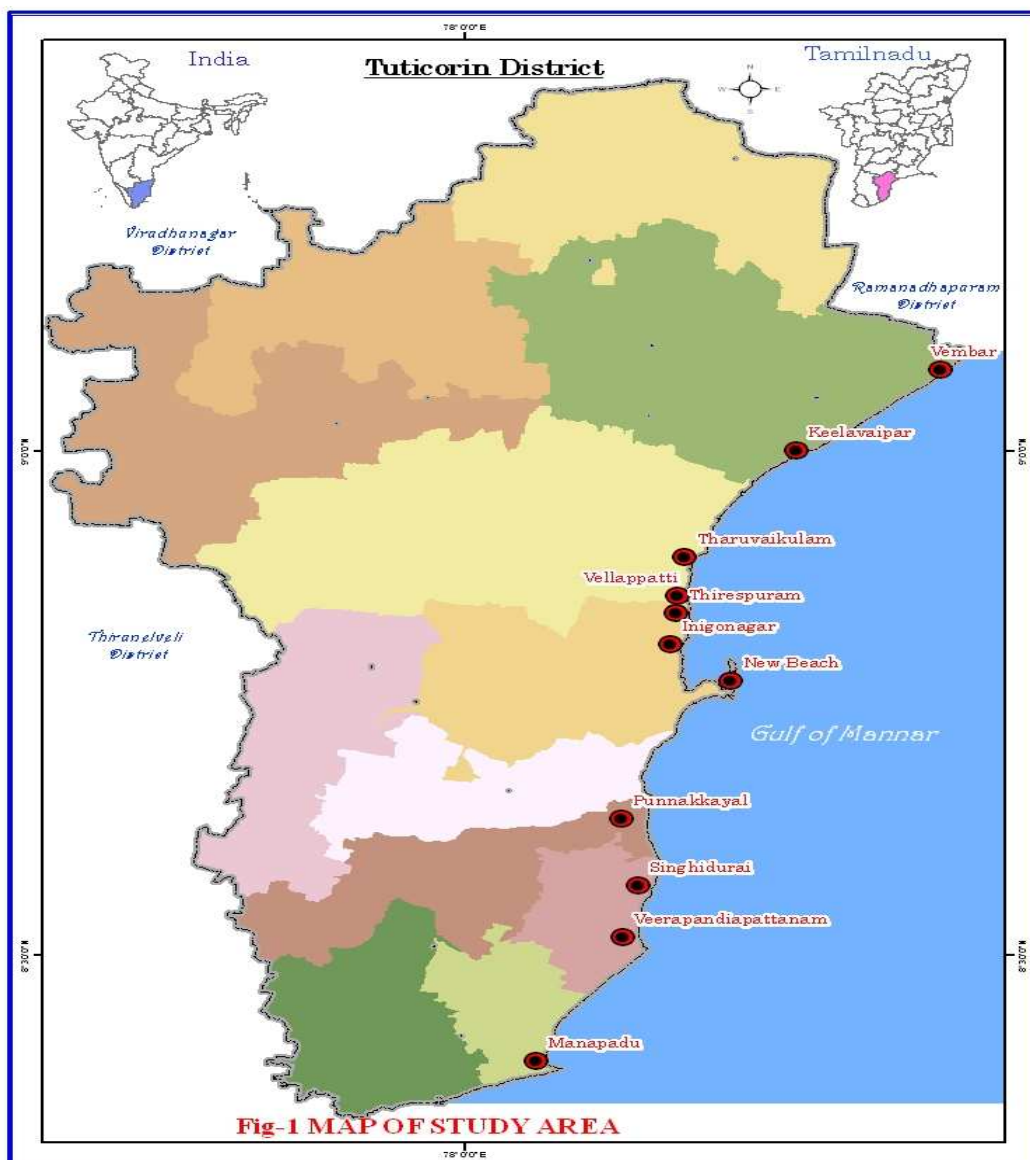 78°0'0"E
India
Tamilnadu
Tuticorin District
N
W E
S
Viradhanagar
District
Ramanadhapuram
District
Vembar
Keelavaipar
9°0'0"N
9°0'0"N
Tharuvaikulam
Vellappatti
Thirespuram
Inigonagar
Thiranelveli
District
New Beach
Gulf of Mannar
Punnakkayal
Singhidurai
Veerapandiapattanam
8°30'0"N
8°30'0"N
Manapadu
Fig-1 MAP OF STUDY AREA
78°0'0"E